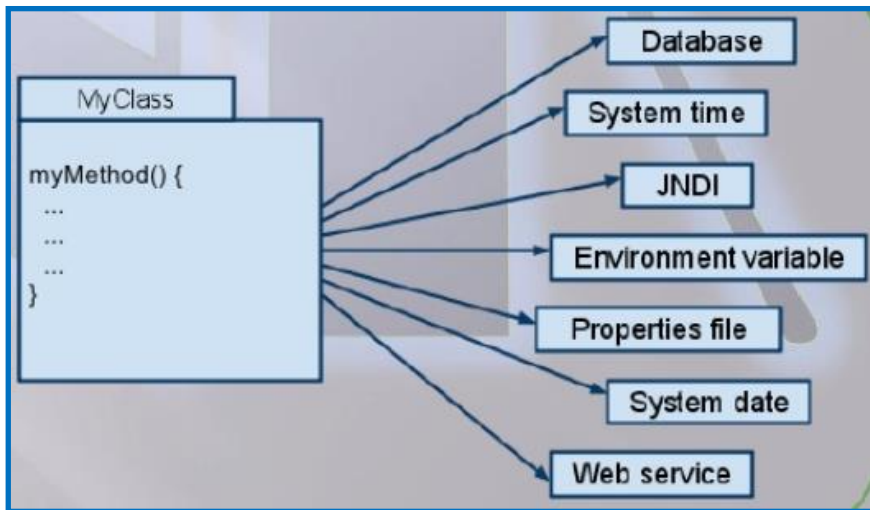 MyClass
myMethod() {
...
...
...
}
Database
System time
JNDI
Environment variable
Properties file
System date
Web service